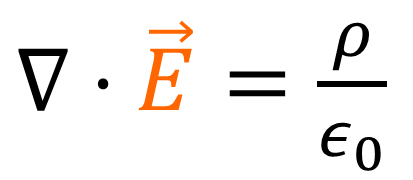 ∇ · E⃗ = ρ/ϵ₀